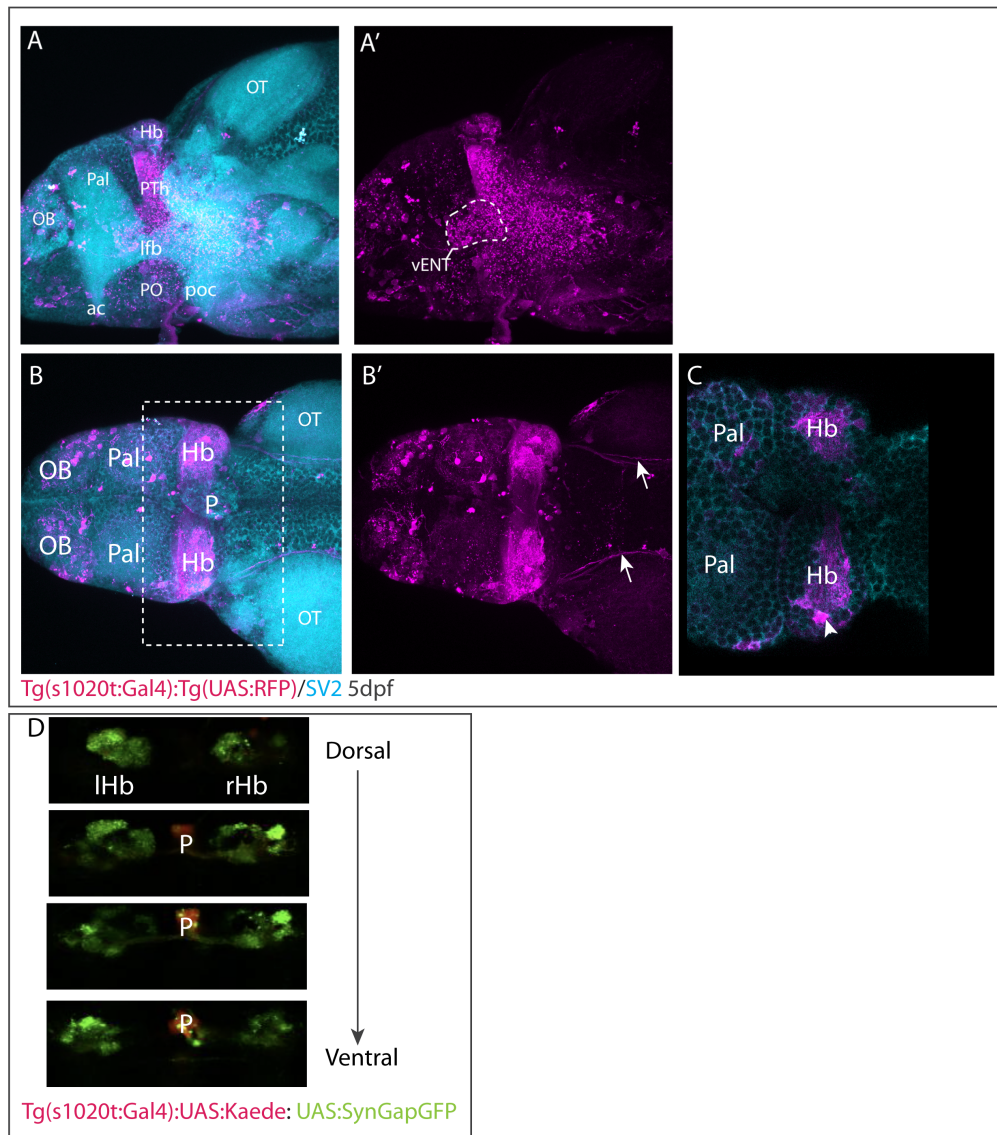 A
OT
Hb
Pal
PTh
OB
lfb
PO
poc
ac
A'
vENT
B
OT
Hb
Pal
OB
P
OB
Pal
Hb
OT
B'
C
Pal
Hb
Pal
Hb
Tg(s1020t:Gal4):Tg(UAS:RFP)/SV2 5dpf
D
Dorsal
lHb rHb
P
P
P
Ventral
Tg(s1020t:Gal4):UAS:Kaede: UAS:SynGapGFP